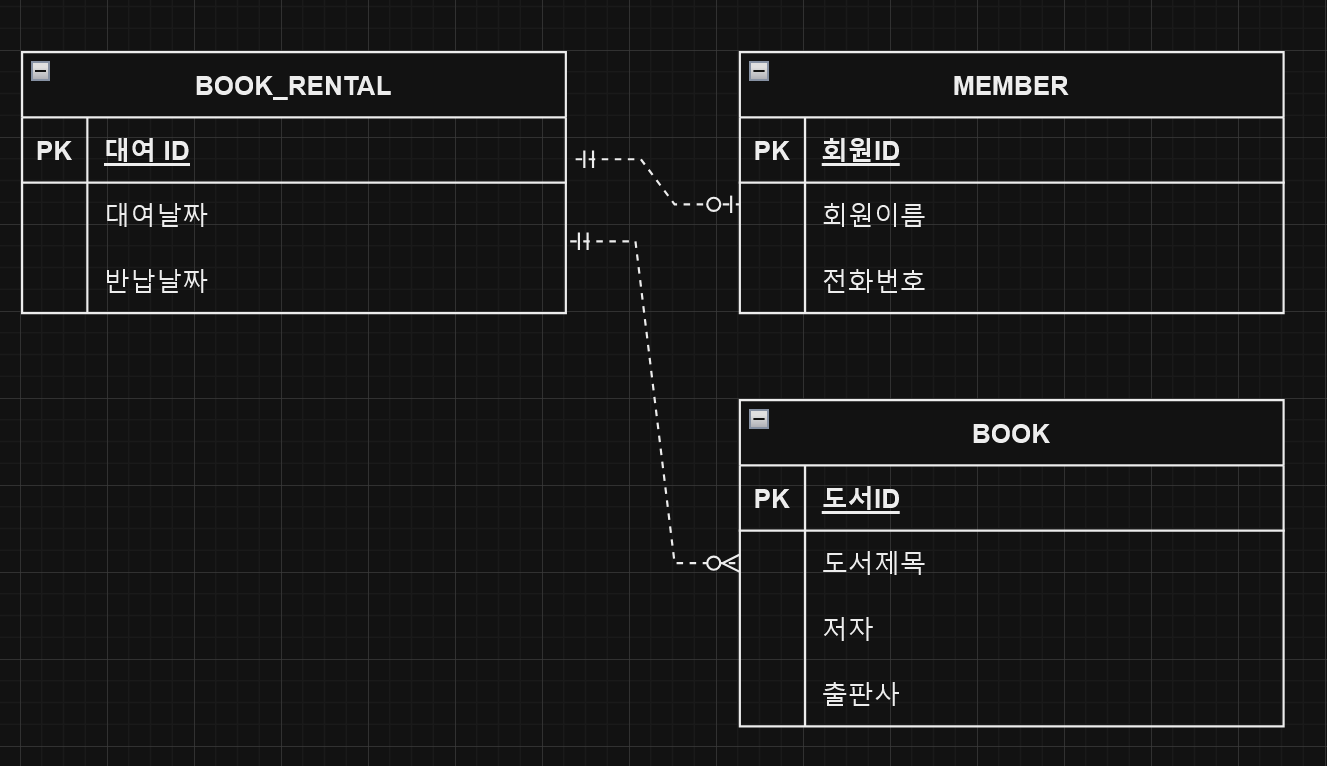 BOOK_RENTAL
PK 대여 ID
대여날짜
반납날짜
MEMBER
PK 회원ID
회원이름
전화번호
BOOK
PK 도서ID
도서제목
저자
출판사